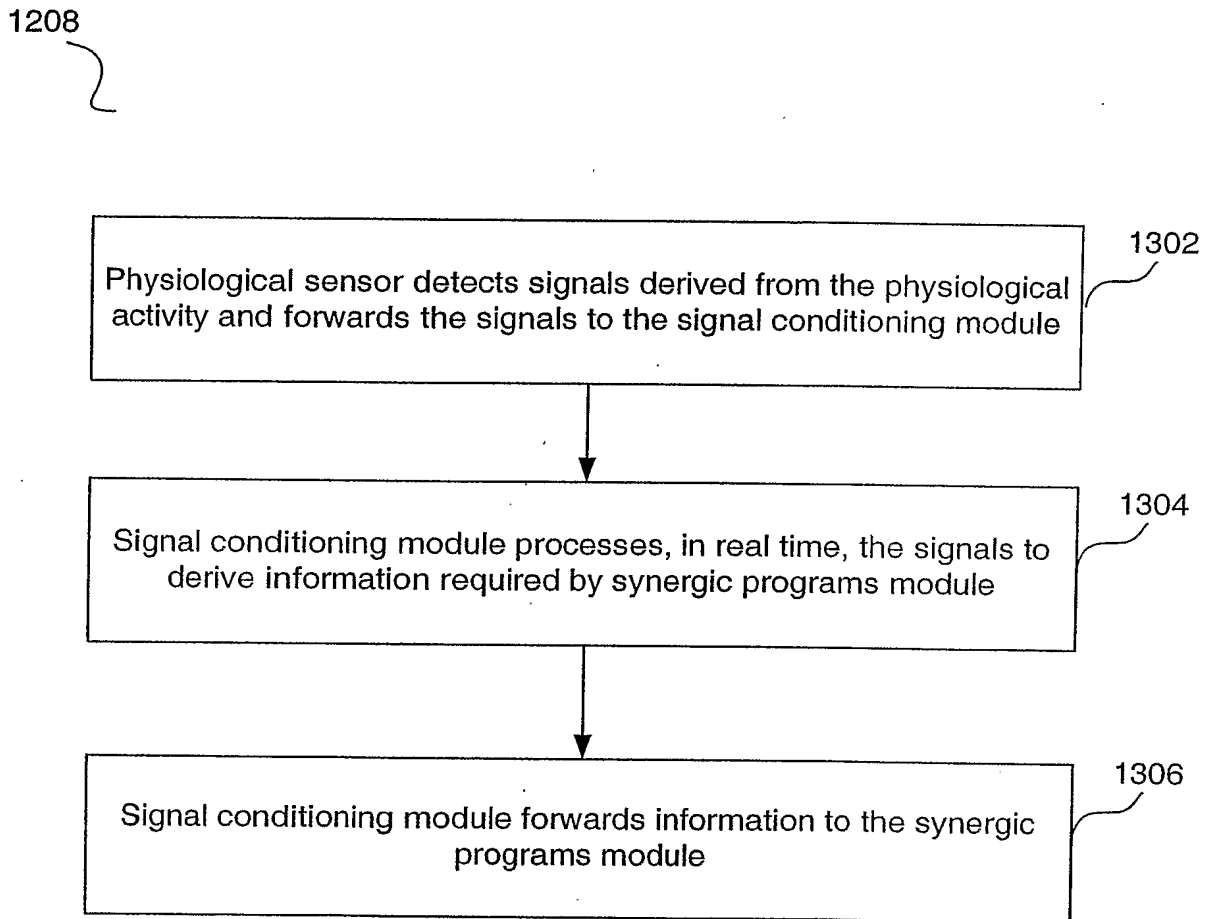 1208
1302
Physiological sensor detects signals derived from the physiological
activity and forwards the signals to the signal conditioning module
1304
Signal conditioning module processes, in real time, the signals to
derive information required by synergic programs module
1306
Signal conditioning module forwards information to the synergic
programs module